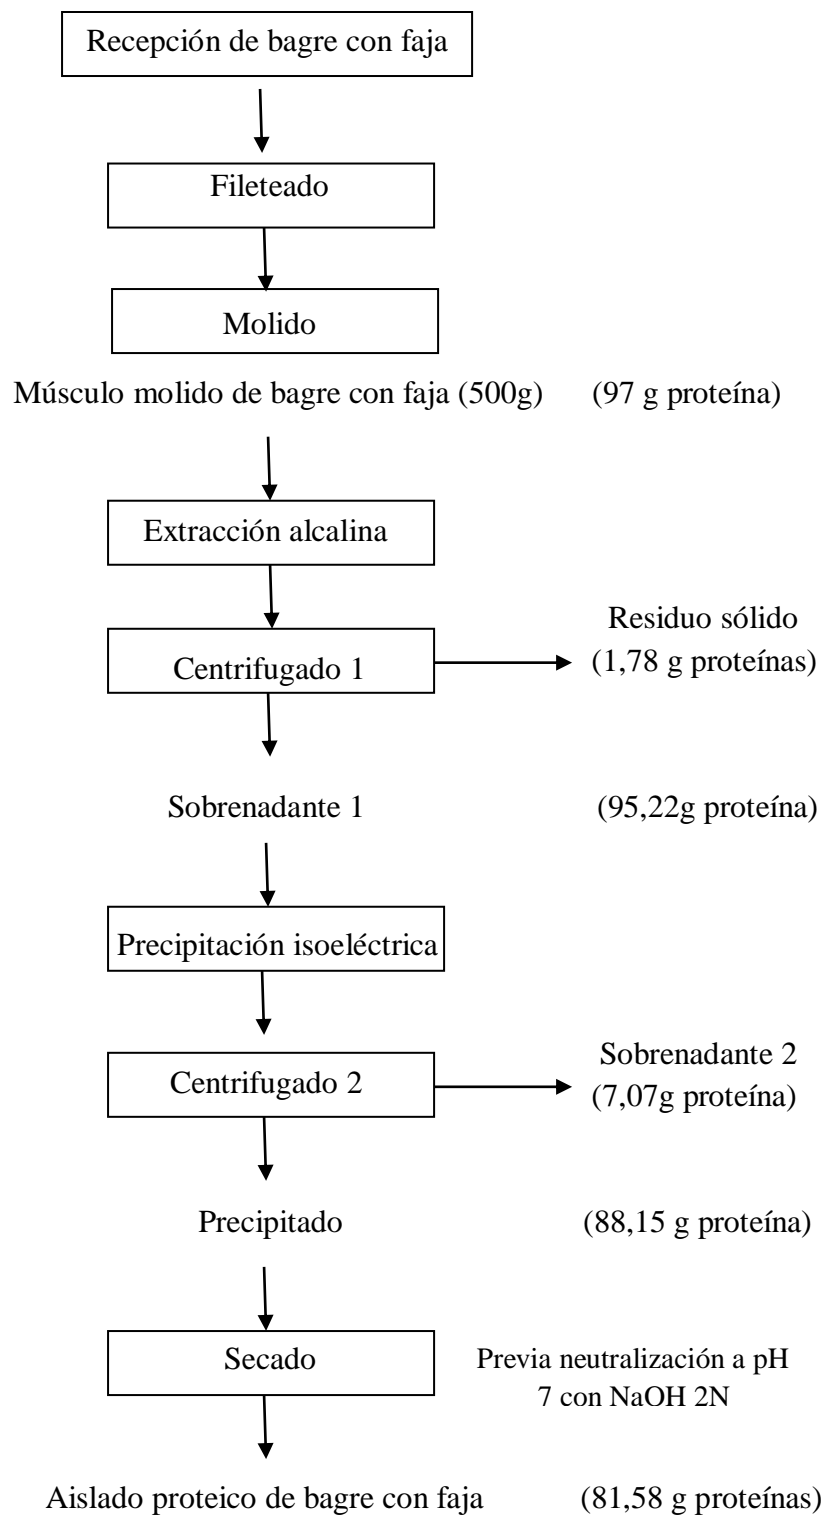 Recepción de bagre con faja
Fileteado
Molido
Músculo molido de bagre con faja (500g) (97 g proteína)
Extracción alcalina
Centrifugado 1
Residuo sólido
(1,78 g proteínas)
Sobrenadante 1 (95,22g proteína)
Precipitación isoeléctrica
Centrifugado 2
Sobrenadante 2
(7,07g proteína)
Precipitado (88,15 g proteína)
Secado
Previa neutralización a pH
7 con NaOH 2N
Aislado proteico de bagre con faja (81,58 g proteínas)